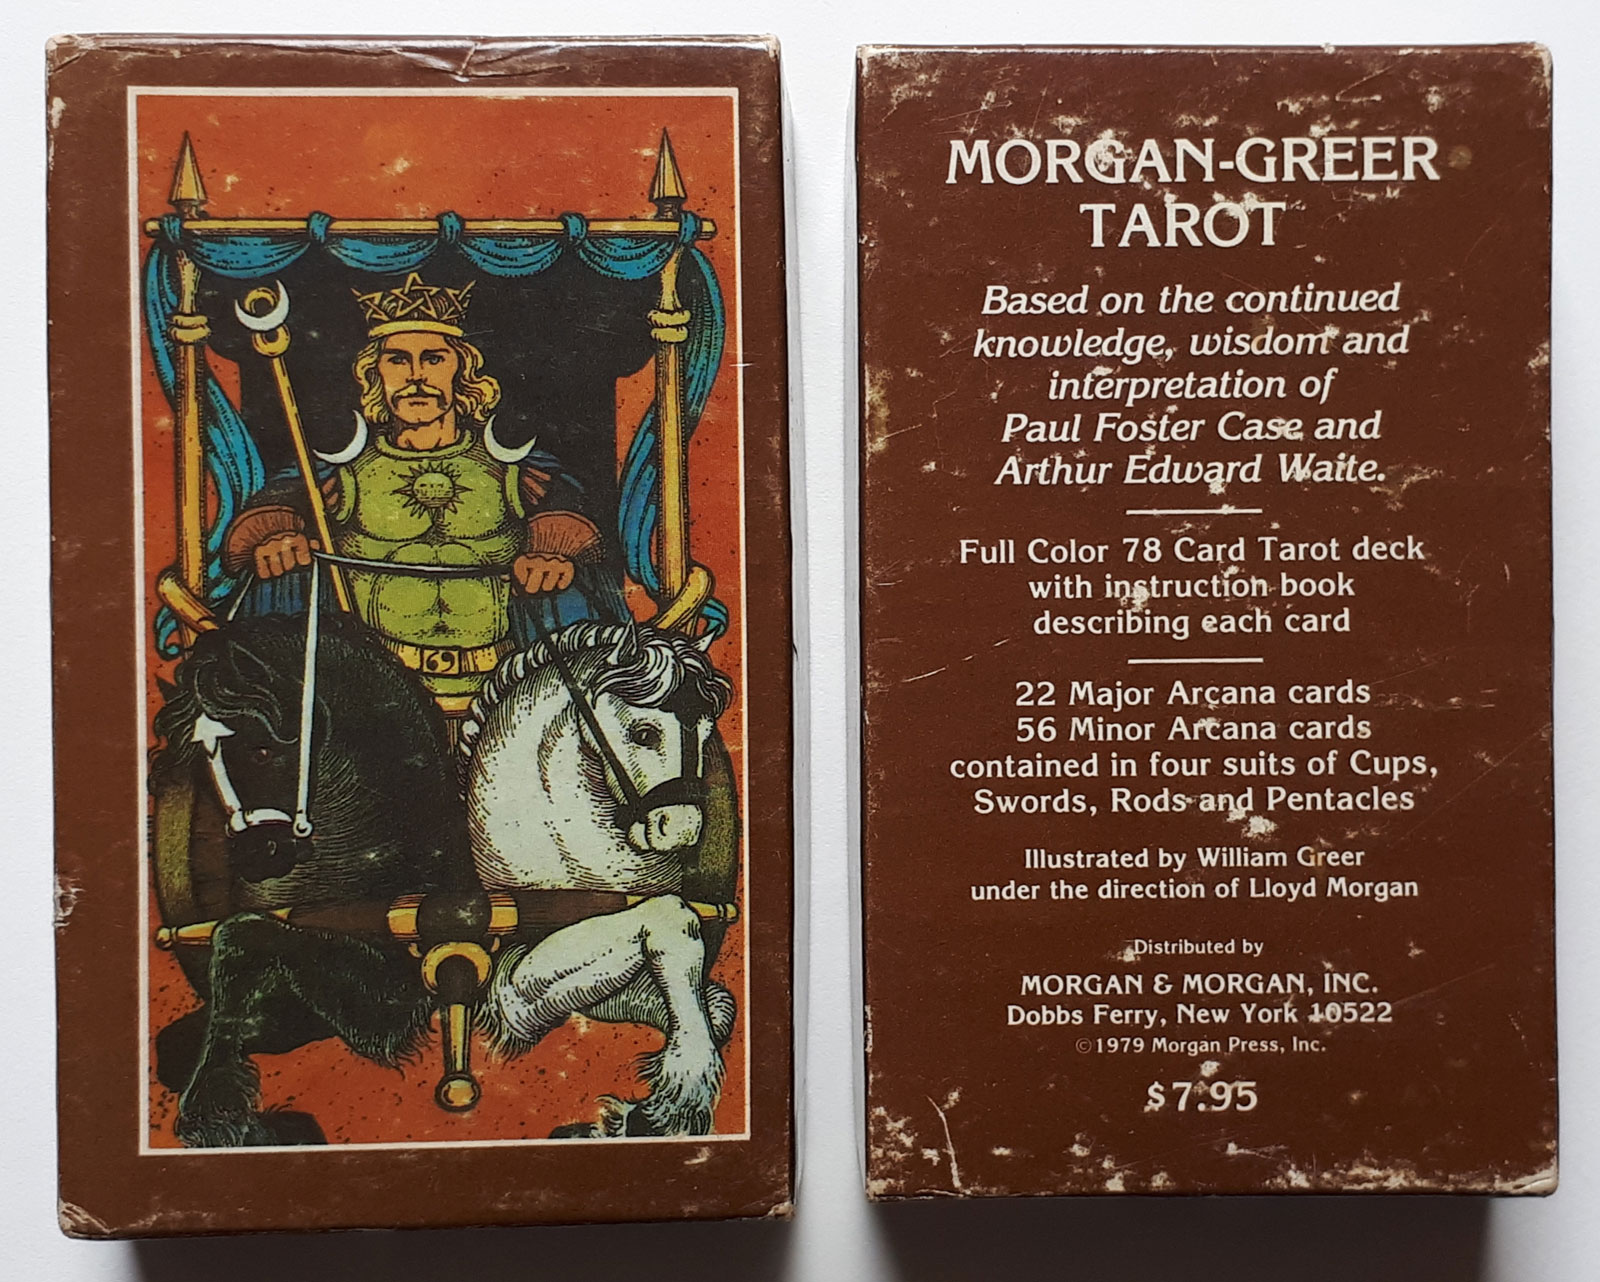 69
MORGAN-GREER
TAROT
Based on the continued
knowledge, wisdom and
interpretation of
Paul Foster Case and
Arthur Edward Waite.
Full Color 78 Card Tarot deck
with instruction book
describing each card
22 Major Arcana cards
56 Minor Arcana cards
contained in four suits of Cups,
Swords, Rods and Pentacles
Illustrated by William Greer
under the direction of Lloyd Morgan
Distributed by
MORGAN & MORGAN, INC.
Dobbs Ferry, New York 10522
©1979 Morgan Press, Inc.
$7.95